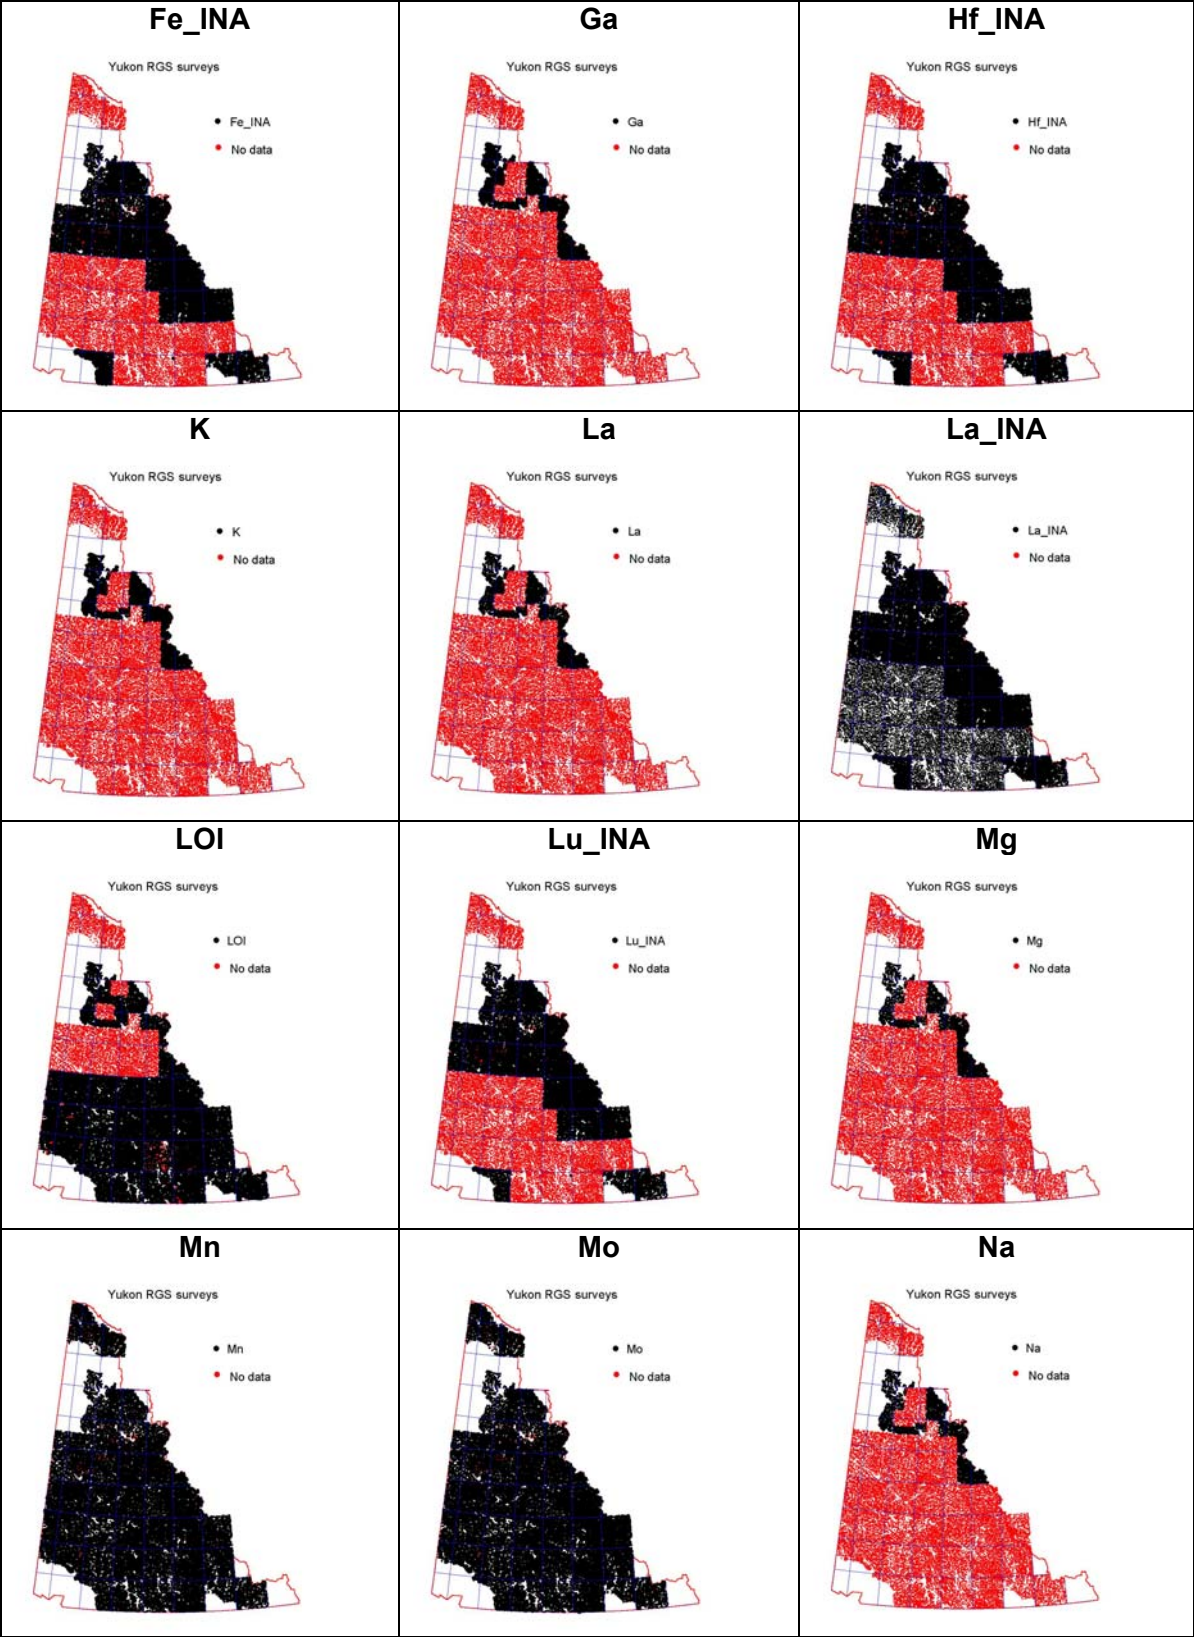 Fe_INA
Ga
Hf_INA
Yukon RGS surveys
Fe_INA
No data
Yukon RGS surveys
Ga
No data
Yukon RGS surveys
Hf_INA
No data
K
La
La_INA
Yukon RGS surveys
K
No data
Yukon RGS surveys
La
No data
Yukon RGS surveys
La_INA
No data
LOI
Lu_INA
Mg
Yukon RGS surveys
LOI
No data
Yukon RGS surveys
Lu_INA
No data
Yukon RGS surveys
Mg
No data
Mn
Mo
Na
Yukon RGS surveys
Mn
No data
Yukon RGS surveys
Mo
No data
Yukon RGS surveys
Na
No data